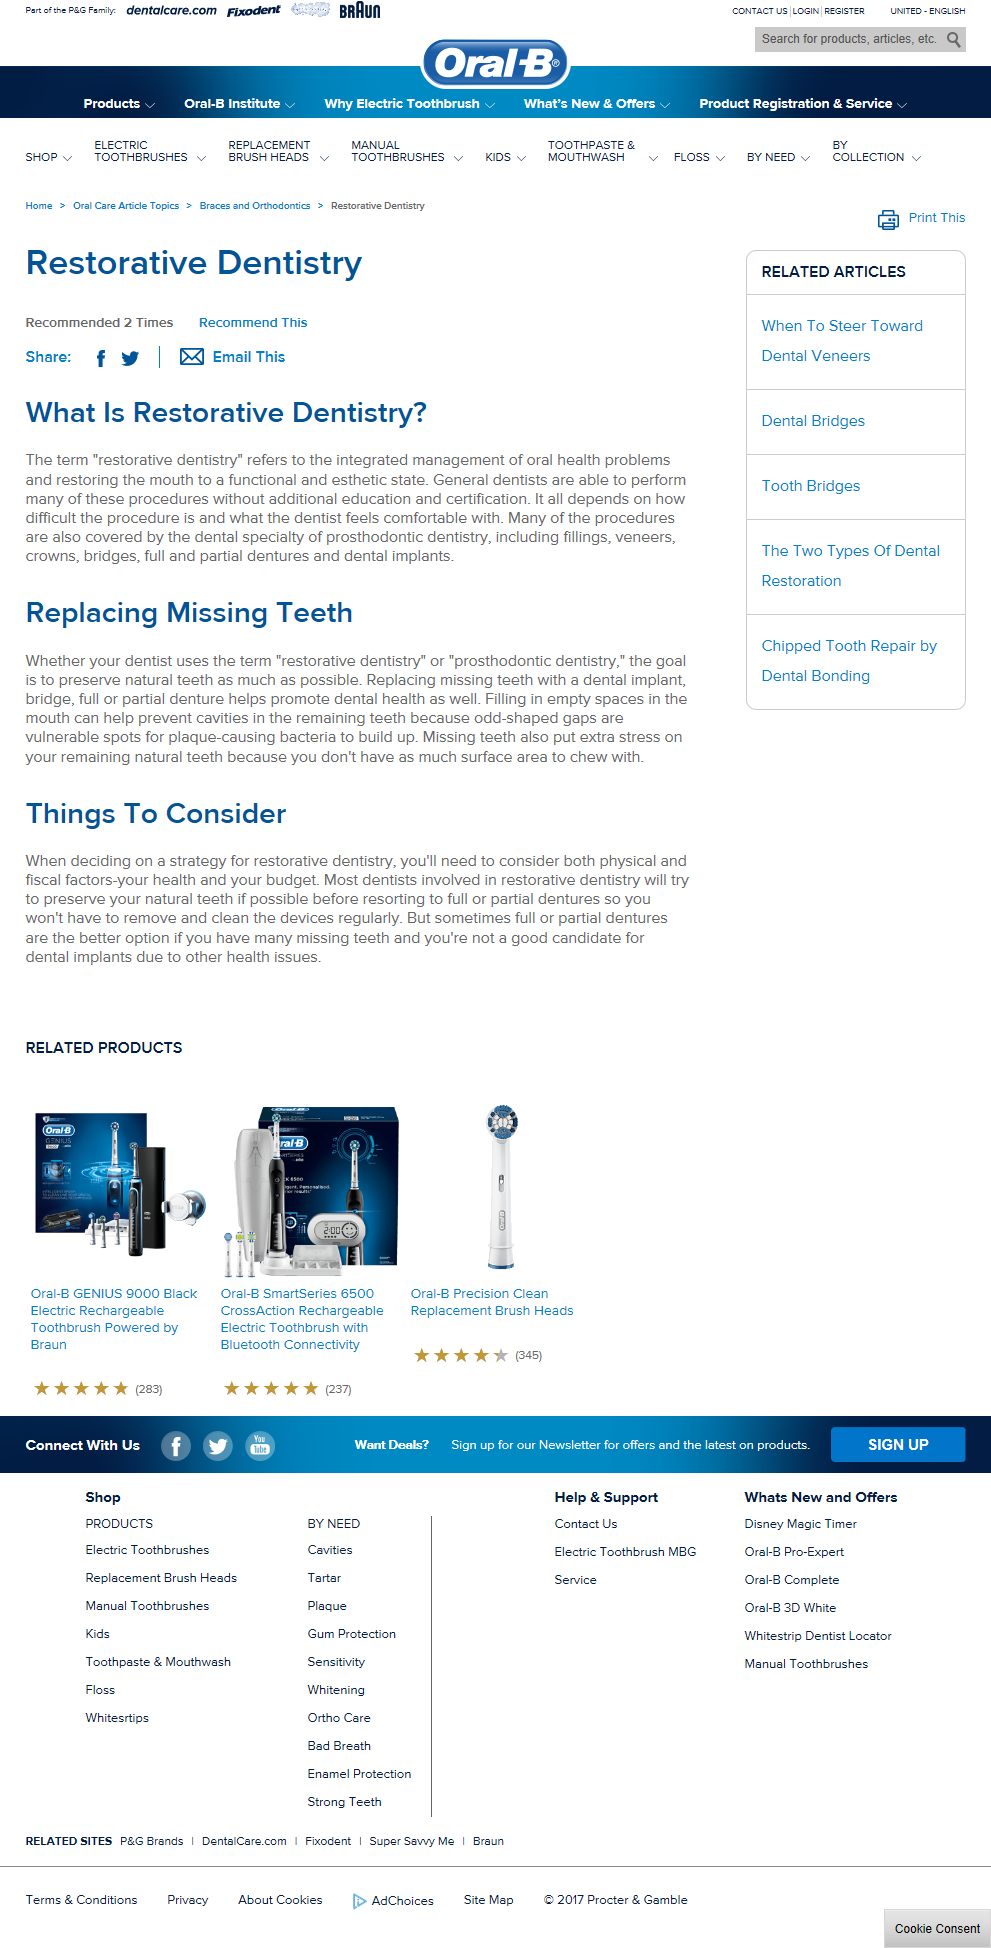 Part of the P&G Family: dentalcare.com Fixodent BRAUN
CONTACT US | LOGIN | REGISTER UNITED - ENGLISH
Search for products, articles, etc.
Oral-B®
Products Oral-B Institute Why Electric Toothbrush What's New & Offers Product Registration & Service
SHOP ELECTRIC TOOTHBRUSHES REPLACEMENT BRUSH HEADS MANUAL TOOTHBRUSHES KIDS TOOTHPASTE & MOUTHWASH FLOSS BY NEED BY COLLECTION
Home > Oral Care Article Topics > Braces and Orthodontics > Restorative Dentistry
Print This
Restorative Dentistry
Recommended 2 Times Recommend This
Share: Email This
What Is Restorative Dentistry?
The term "restorative dentistry" refers to the integrated management of oral health problems
and restoring the mouth to a functional and esthetic state. General dentists are able to perform
many of these procedures without additional education and certification. It all depends on how
difficult the procedure is and what the dentist feels comfortable with. Many of the procedures
are also covered by the dental specialty of prosthodontic dentistry, including fillings, veneers,
crowns, bridges, full and partial dentures and dental implants.
Replacing Missing Teeth
Whether your dentist uses the term "restorative dentistry" or "prosthodontic dentistry," the goal
is to preserve natural teeth as much as possible. Replacing missing teeth with a dental implant,
bridge, full or partial denture helps promote dental health as well. Filling in empty spaces in the
mouth can help prevent cavities in the remaining teeth because odd-shaped gaps are
vulnerable spots for plaque-causing bacteria to build up. Missing teeth also put extra stress on
your remaining natural teeth because you don't have as much surface area to chew with.
Things To Consider
When deciding on a strategy for restorative dentistry, you'll need to consider both physical and
fiscal factors-your health and your budget. Most dentists involved in restorative dentistry will try
to preserve your natural teeth if possible before resorting to full or partial dentures so you
won't have to remove and clean the devices regularly. But sometimes full or partial dentures
are the better option if you have many missing teeth and you're not a good candidate for
dental implants due to other health issues.
RELATED ARTICLES
When To Steer Toward
Dental Veneers
Dental Bridges
Tooth Bridges
The Two Types Of Dental
Restoration
Chipped Tooth Repair by
Dental Bonding
RELATED PRODUCTS
Oral-B
GENIUS
Oral-B GENIUS 9000 Black
Electric Rechargeable
Toothbrush Powered by
Braun
(283)
ral-B
2:00
Oral-B SmartSeries 6500
CrossAction Rechargeable
Electric Toothbrush with
Bluetooth Connectivity
(237)
Oral-B Precision Clean
Replacement Brush Heads
(345)
Connect With Us You Tube Want Deals? Sign up for our Newsletter for offers and the latest on products. SIGN UP
Shop
PRODUCTS
Electric Toothbrushes
Replacement Brush Heads
Manual Toothbrushes
Kids
Toothpaste & Mouthwash
Floss
Whitesrtips
BY NEED
Cavities
Tartar
Plaque
Gum Protection
Sensitivity
Whitening
Ortho Care
Bad Breath
Enamel Protection
Strong Teeth
Help & Support
Contact Us
Electric Toothbrush MBG
Service
Whats New and Offers
Disney Magic Timer
Oral-B Pro-Expert
Oral-B Complete
Oral-B 3D White
Whitestrip Dentist Locator
Manual Toothbrushes
RELATED SITES P&G Brands | DentalCare.com | Fixodent | Super Savvy Me | Braun
Terms & Conditions Privacy About Cookies AdChoices Site Map © 2017 Procter & Gamble
Cookie Consent